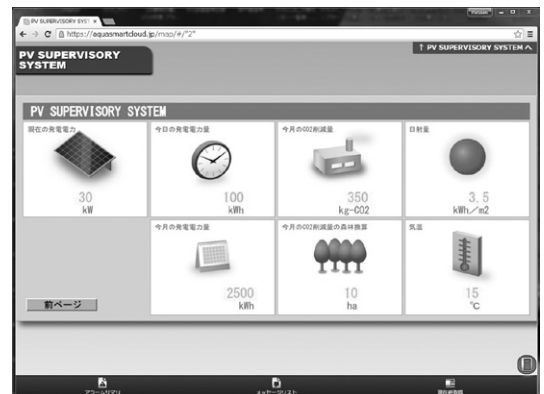 PV SUPERVISORY SYST ×
https://aquasmartcloud.jp/map/#/"2"
PV SUPERVISORY
SYSTEM
↑ PV SUPERVISORY SYSTEM
PV SUPERVISORY SYSTEM
現在の発電電力
30
kW
今日の発電電力量
100
kWh
今月のCO2削減量
350
kg-CO2
日射量
3.5
kWh/m2
今月の発電電力量
2500
kWh
今月のCO2削減量の森林換算
10
ha
気温
15
℃
前ページ
アラームサマリ
メッセージリスト